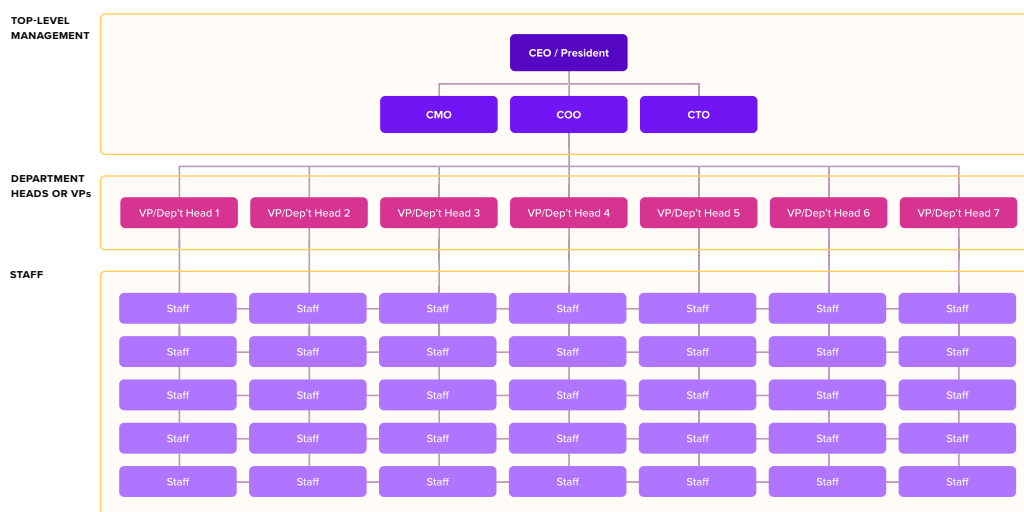 TOP-LEVEL
MANAGEMENT
CEO / President
CMO COO CTO
DEPARTMENT
HEADS OR VPs
VP/Dep't Head 1 VP/Dep't Head 2 VP/Dep't Head 3 VP/Dep't Head 4 VP/Dep't Head 5 VP/Dep't Head 6 VP/Dep't Head 7
STAFF
Staff Staff Staff Staff Staff Staff Staff
Staff Staff Staff Staff Staff Staff Staff
Staff Staff Staff Staff Staff Staff Staff
Staff Staff Staff Staff Staff Staff Staff
Staff Staff Staff Staff Staff Staff Staff